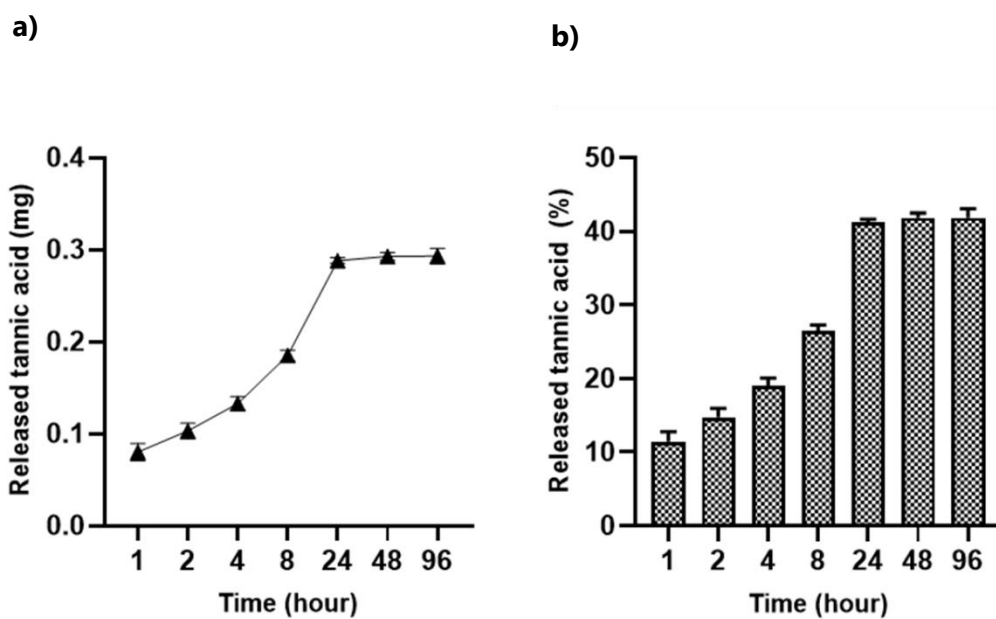 a)
0.4
0.3
0.2
0.1
0.0
Released tannic acid (mg)
1 2 4 8 24 48 96
Time (hour)
b)
50
40
30
20
10
0
Released tannic acid (%)
1 2 4 8 24 48 96
Time (hour)